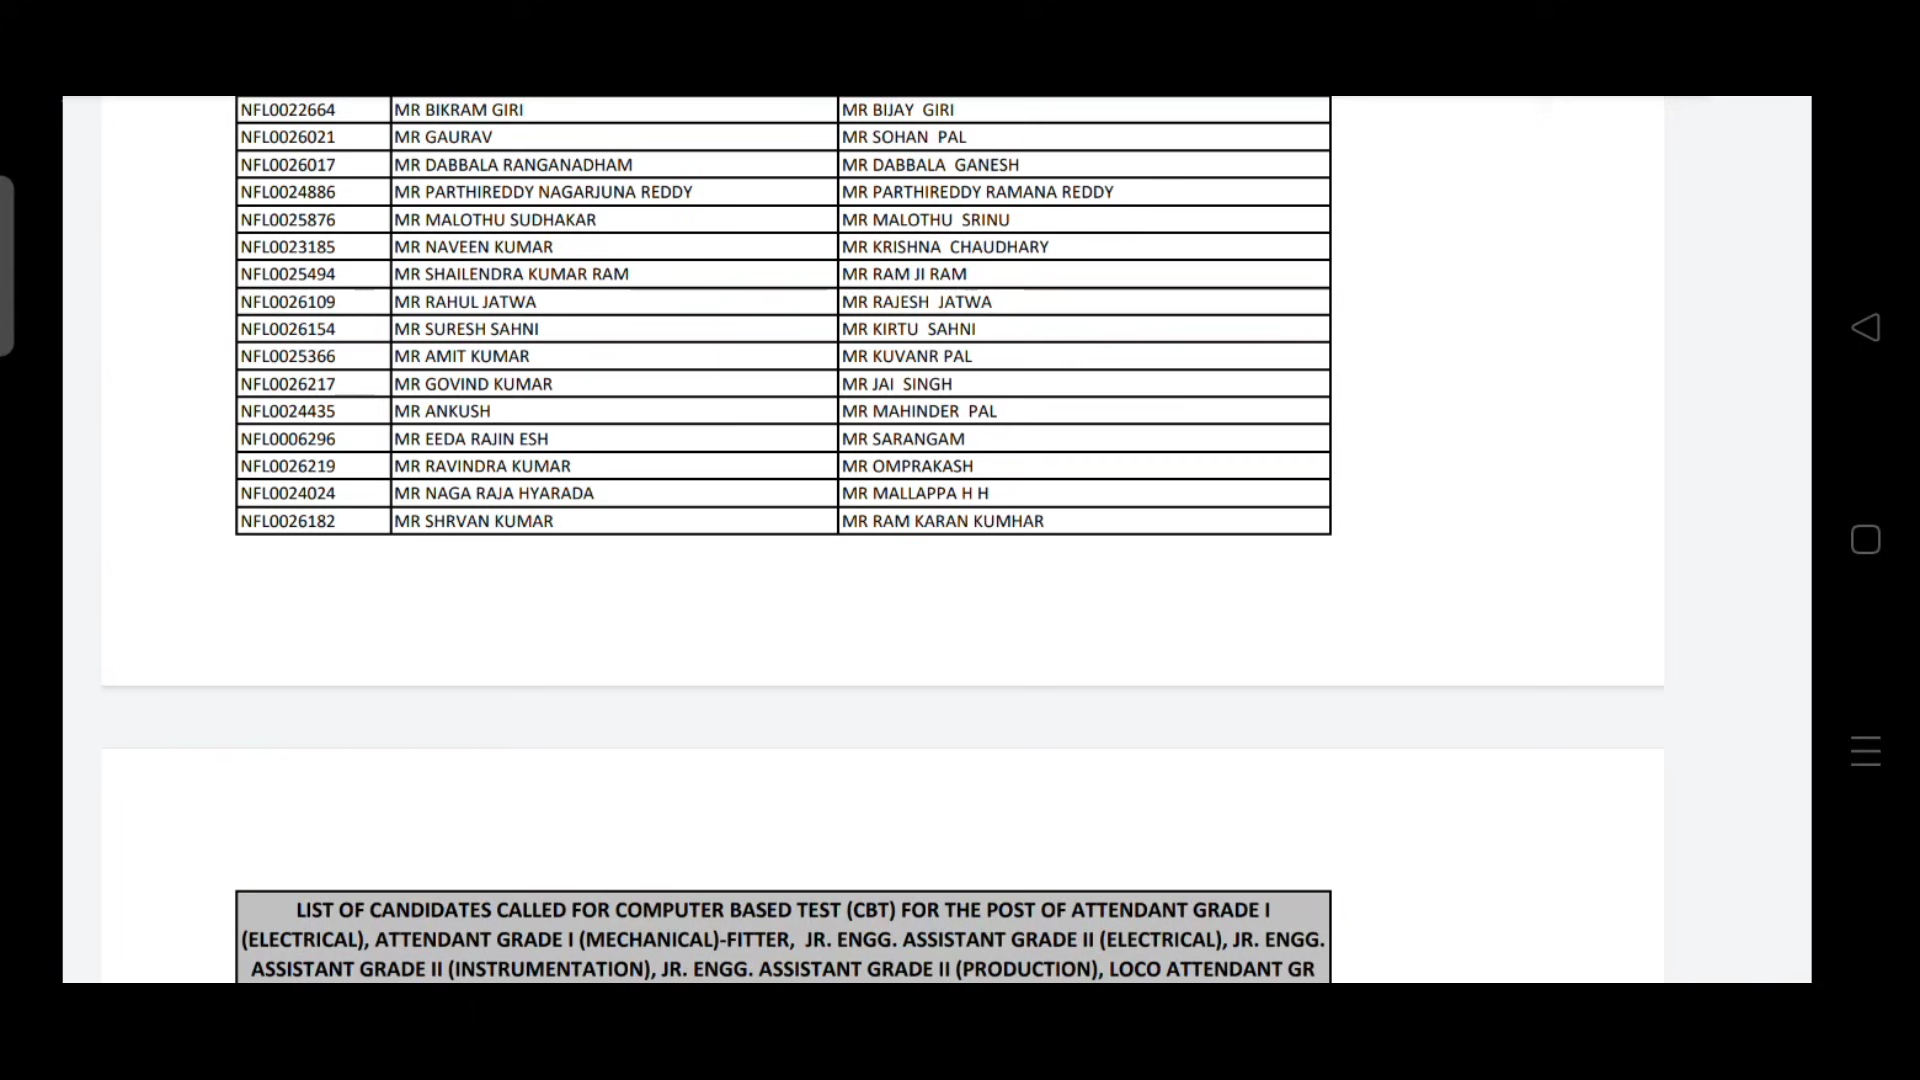 NFL0022664 MR BIKRAM GIRI MR BIJAY GIRI
NFL0026021 MR GAURAV MR SOHAN PAL
NFL0026017 MR DABBALA RANGANADHAM MR DABBALA GANESH
NFL0024886 MR PARTHIREDDY NAGARJUNA REDDY MR PARTHIREDDY RAMANA REDDY
NFL0025876 MR MALOTHU SUDHAKAR MR MALOTHU SRINU
NFL0023185 MR NAVEEN KUMAR MR KRISHNA CHAUDHARY
NFL0025494 MR SHAILENDRA KUMAR RAM MR RAM JI RAM
NFL0026109 MR RAHUL JATWA MR RAJESH JATWA
NFL0026154 MR SURESH SAHNI MR KIRTU SAHNI
NFL0025366 MR AMIT KUMAR MR KUVANR PAL
NFL0026217 MR GOVIND KUMAR MR JAI SINGH
NFL0024435 MR ANKUSH MR MAHINDER PAL
NFL0006296 MR EEDA RAJIN ESH MR SARANGAM
NFL0026219 MR RAVINDRA KUMAR MR OMPRAKASH
NFL0024024 MR NAGA RAJA HYARADA MR MALLAPPA H H
NFL0026182 MR SHRVAN KUMAR MR RAM KARAN KUMHAR
LIST OF CANDIDATES CALLED FOR COMPUTER BASED TEST (CBT) FOR THE POST OF ATTENDANT GRADE I
(ELECTRICAL), ATTENDANT GRADE I (MECHANICAL)-FITTER, JR. ENGG. ASSISTANT GRADE II (ELECTRICAL), JR. ENGG.
ASSISTANT GRADE II (INSTRUMENTATION), JR. ENGG. ASSISTANT GRADE II (PRODUCTION), LOCO ATTENDANT GR